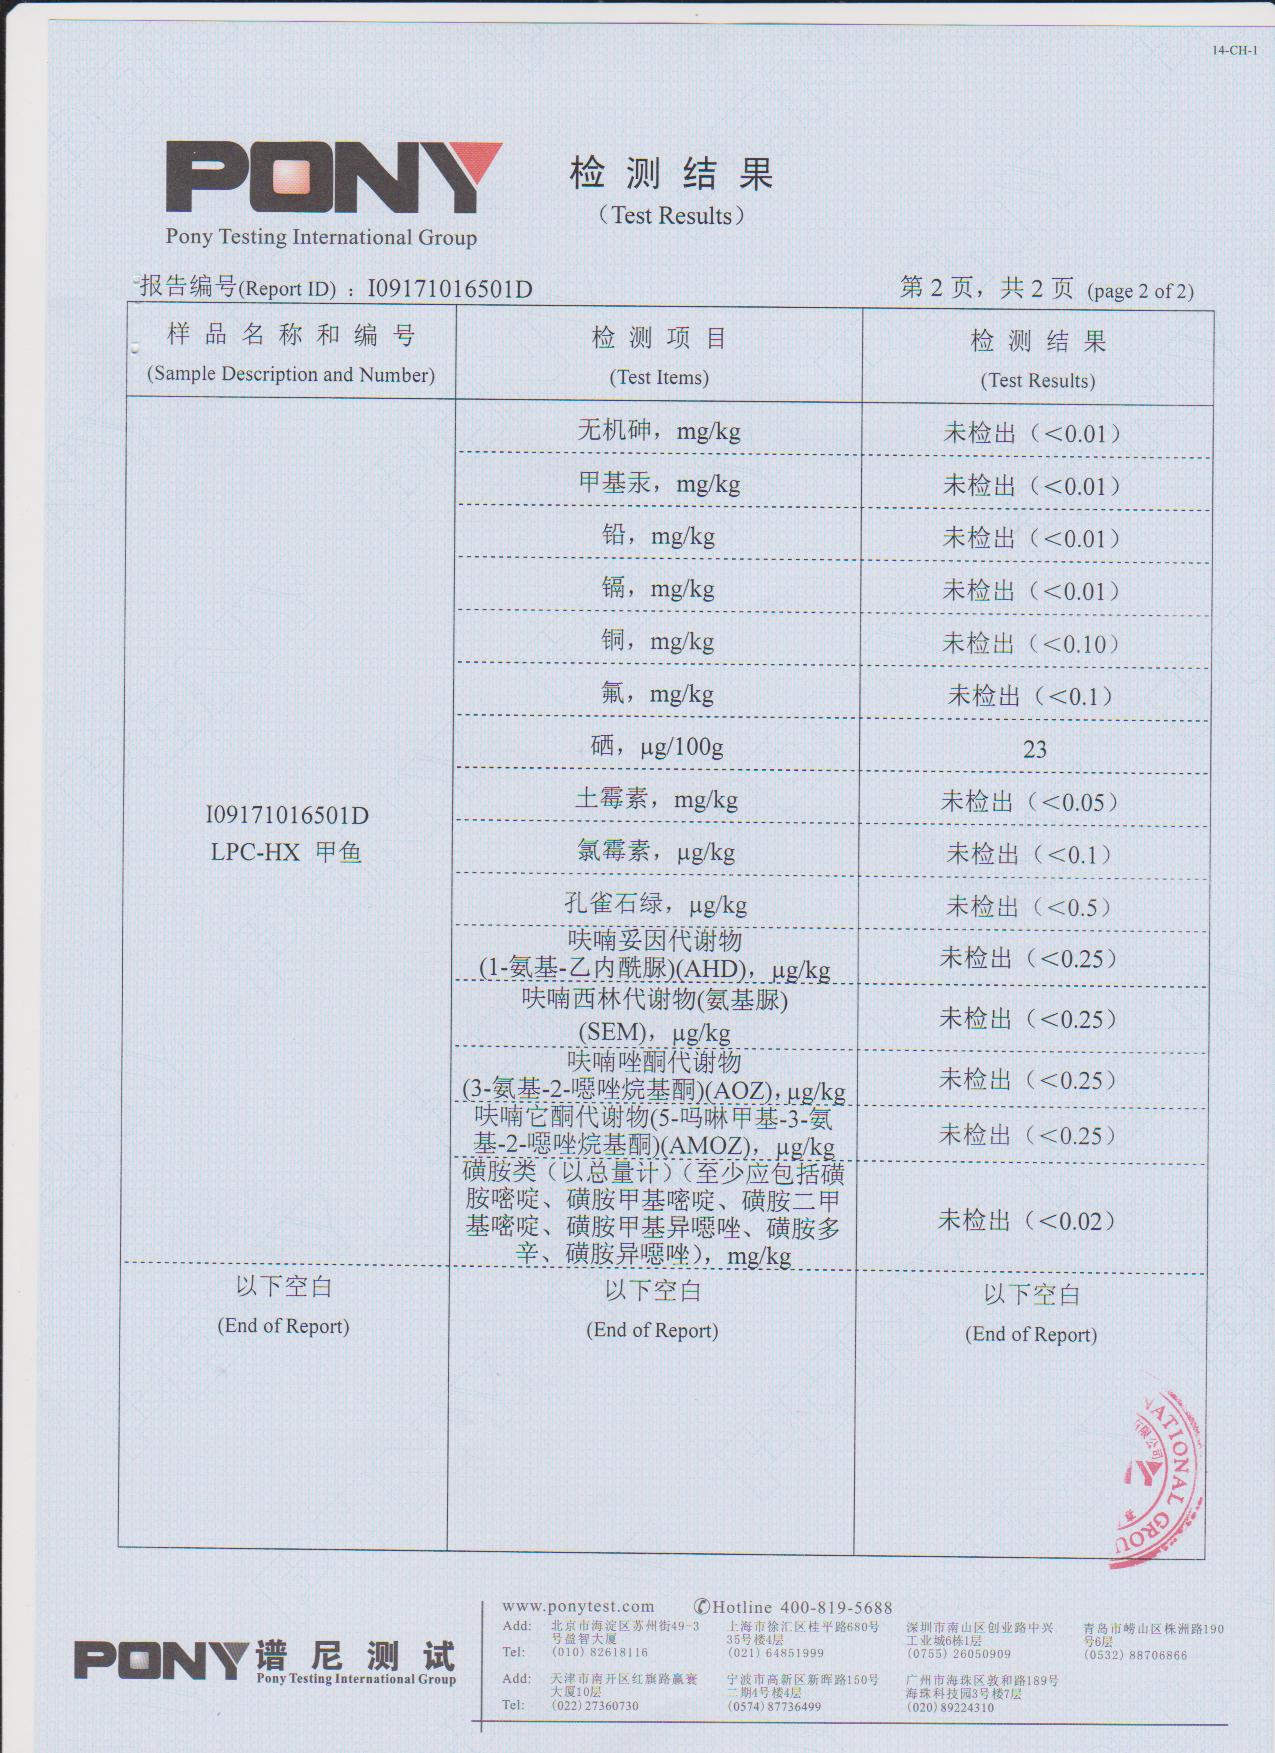 14-CH-1
PONY
Pony Testing International Group
检测结果
（Test Results）
报告编号(Report ID) ：I09171016501D
第 2 页，共 2 页 (page 2 of 2)
样品名称和编号
(Sample Description and Number)
检测项目
(Test Items)
检测结果
(Test Results)
无机砷，mg/kg
未检出（＜0.01）
甲基汞，mg/kg
未检出（＜0.01）
铅，mg/kg
未检出（＜0.01）
镉，mg/kg
未检出（＜0.01）
铜，mg/kg
未检出（＜0.10）
氟，mg/kg
未检出（＜0.1）
硒，μg/100g
23
土霉素，mg/kg
未检出（＜0.05）
I09171016501D
LPC-HX 甲鱼
氯霉素，μg/kg
未检出（＜0.1）
孔雀石绿，μg/kg
未检出（＜0.5）
呋喃妥因代谢物
(1-氨基-乙内酰脲)(AHD)，μg/kg
未检出（＜0.25）
呋喃西林代谢物(氨基脲)
(SEM)，μg/kg
未检出（＜0.25）
呋喃唑酮代谢物
(3-氨基-2-噁唑烷基酮)(AOZ)，μg/kg
未检出（＜0.25）
呋喃它酮代谢物(5-吗啉甲基-3-氨
基-2-噁唑烷基酮)(AMOZ)，μg/kg
未检出（＜0.25）
磺胺类（以总量计）（至少应包括磺
胺嘧啶、磺胺甲基嘧啶、磺胺二甲
基嘧啶、磺胺甲基异噁唑、磺胺多
辛、磺胺异噁唑），mg/kg
未检出（＜0.02）
以下空白
(End of Report)
以下空白
(End of Report)
以下空白
(End of Report)
NATIONAL GROU
有限公司
PONY 谱尼测试
Pony Testing International Group
www.ponytest.com
✆Hotline 400-819-5688
Add: 北京市海淀区苏州街49-3
号盈智大厦
Tel: (010) 82618116
上海市徐汇区桂平路680号
35号楼4层
(021) 64851999
深圳市南山区创业路中兴
工业城6栋1层
(0755) 26050909
青岛市崂山区株洲路190
号6层
(0532) 88706866
Add: 天津市南开区红旗路赢寰
大厦10层
Tel: (022)27360730
宁波市高新区新晖路150号
二期4号楼4层
(0574)87736499
广州市海珠区敦和路189号
海珠科技园3号楼7层
(020)89224310